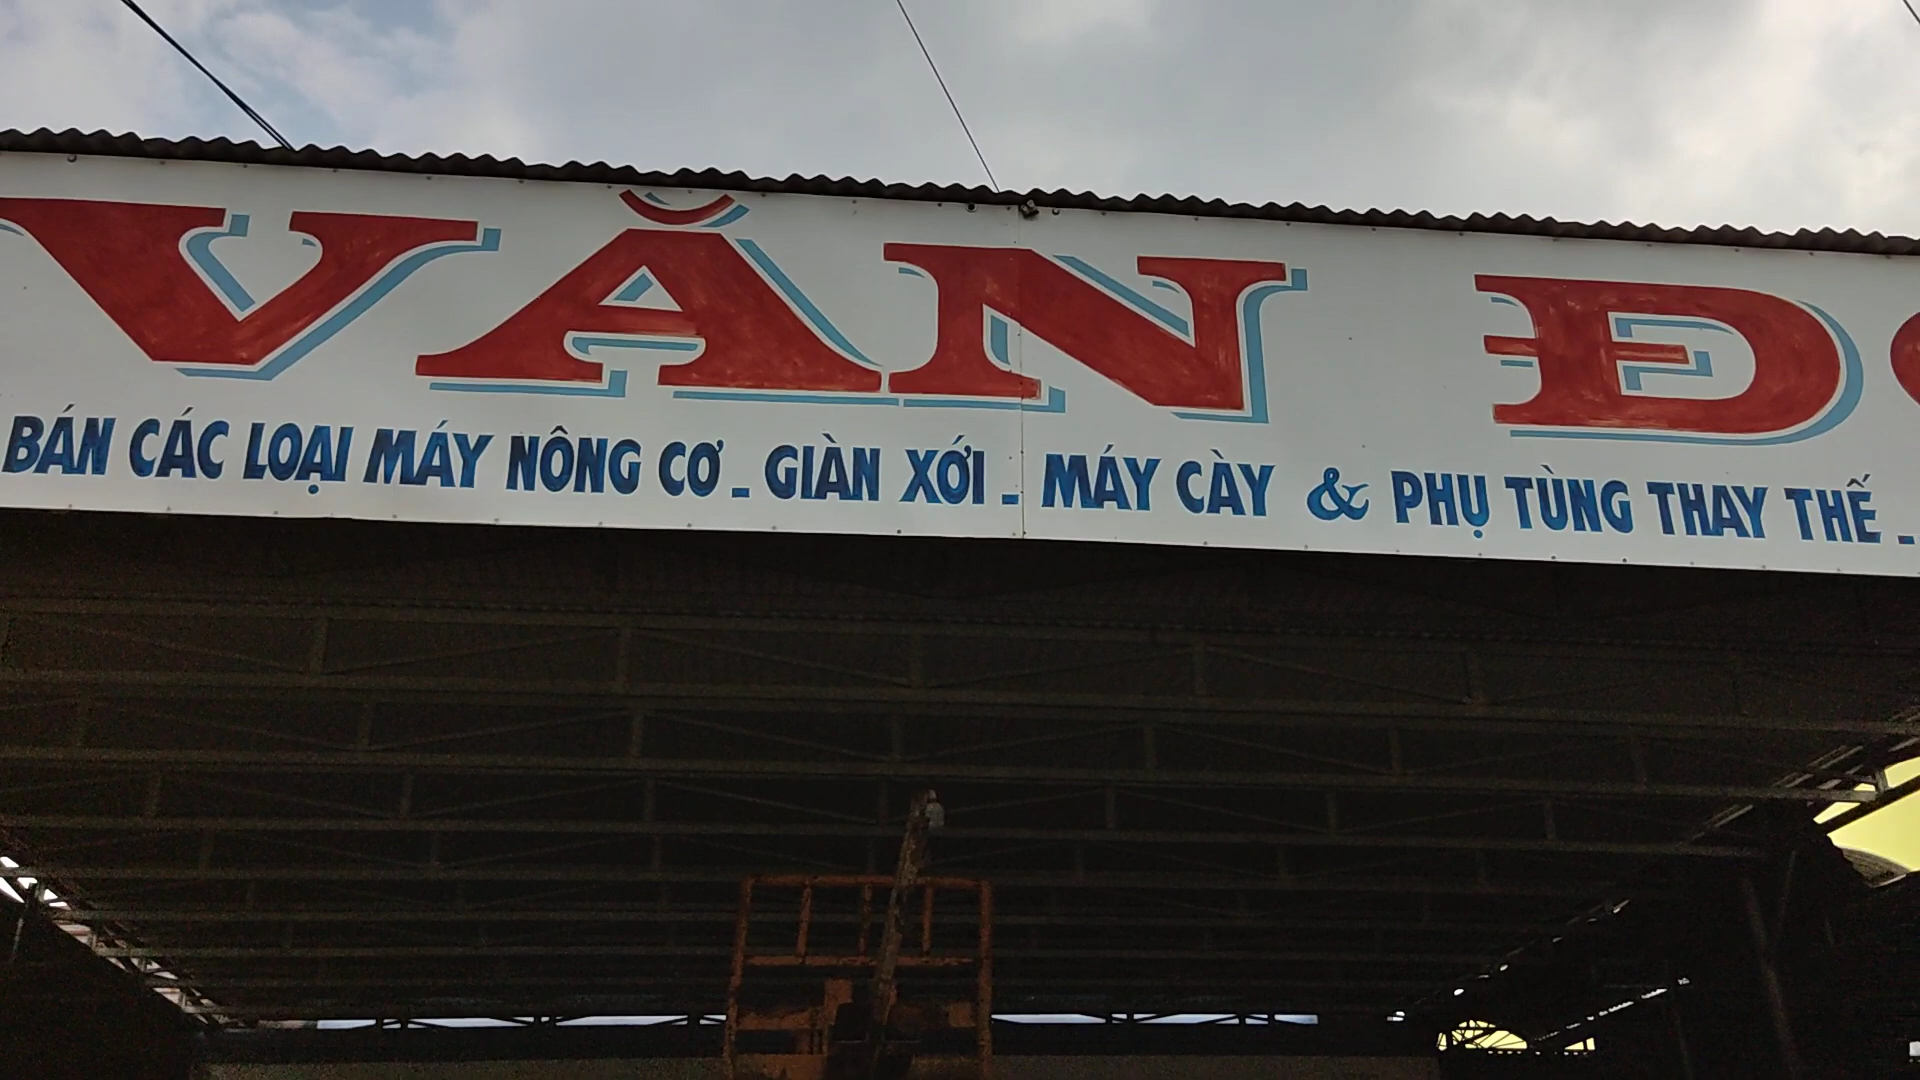 VĂN
BÁN CÁC LOẠI MÁY NÔNG CƠ - GIÀN XỚI - MÁY CÀY & PHỤ TÙNG THAY THẾ -